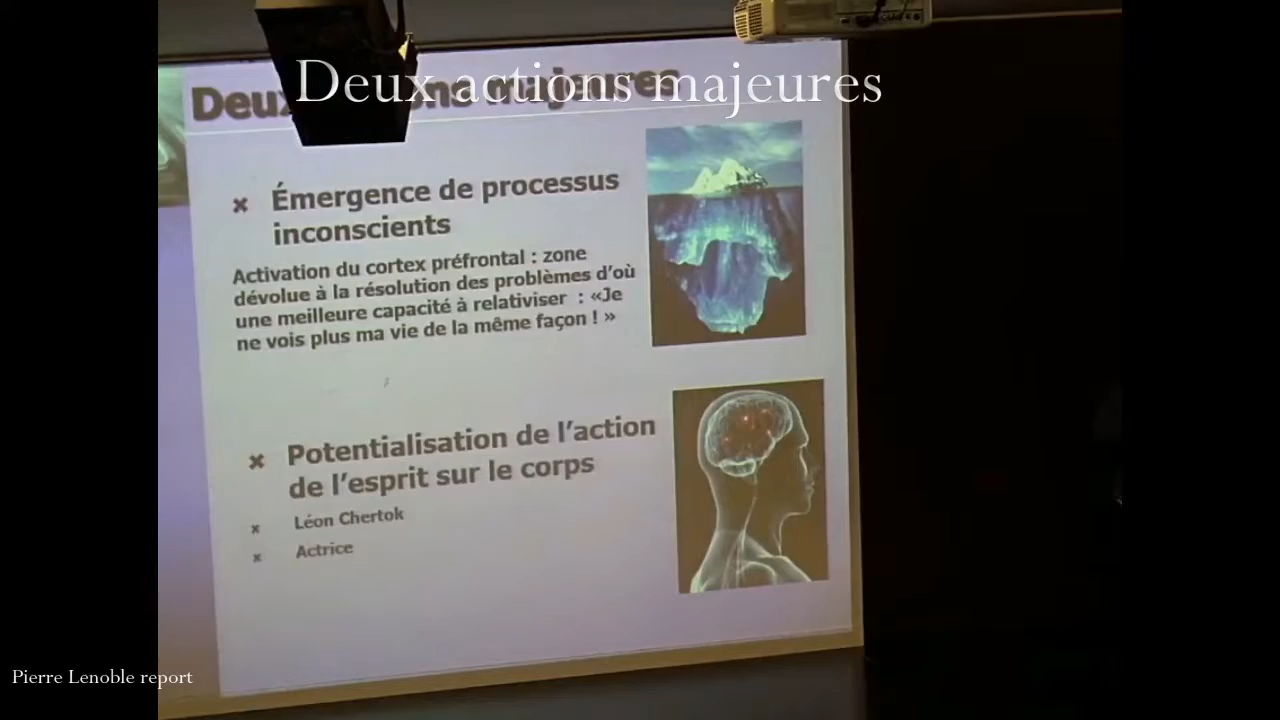 Deux actions majeures
Deux ons majeures
× Émergence de processus
inconscients
Activation du cortex préfrontal : zone
dévolue à la résolution des problèmes d’où
une meilleure capacité à relativiser : «Je
ne vois plus ma vie de la même façon ! »
× Potentialisation de l’action
de l’esprit sur le corps
× Léon Chertok
× Actrice
Pierre Lenoble report